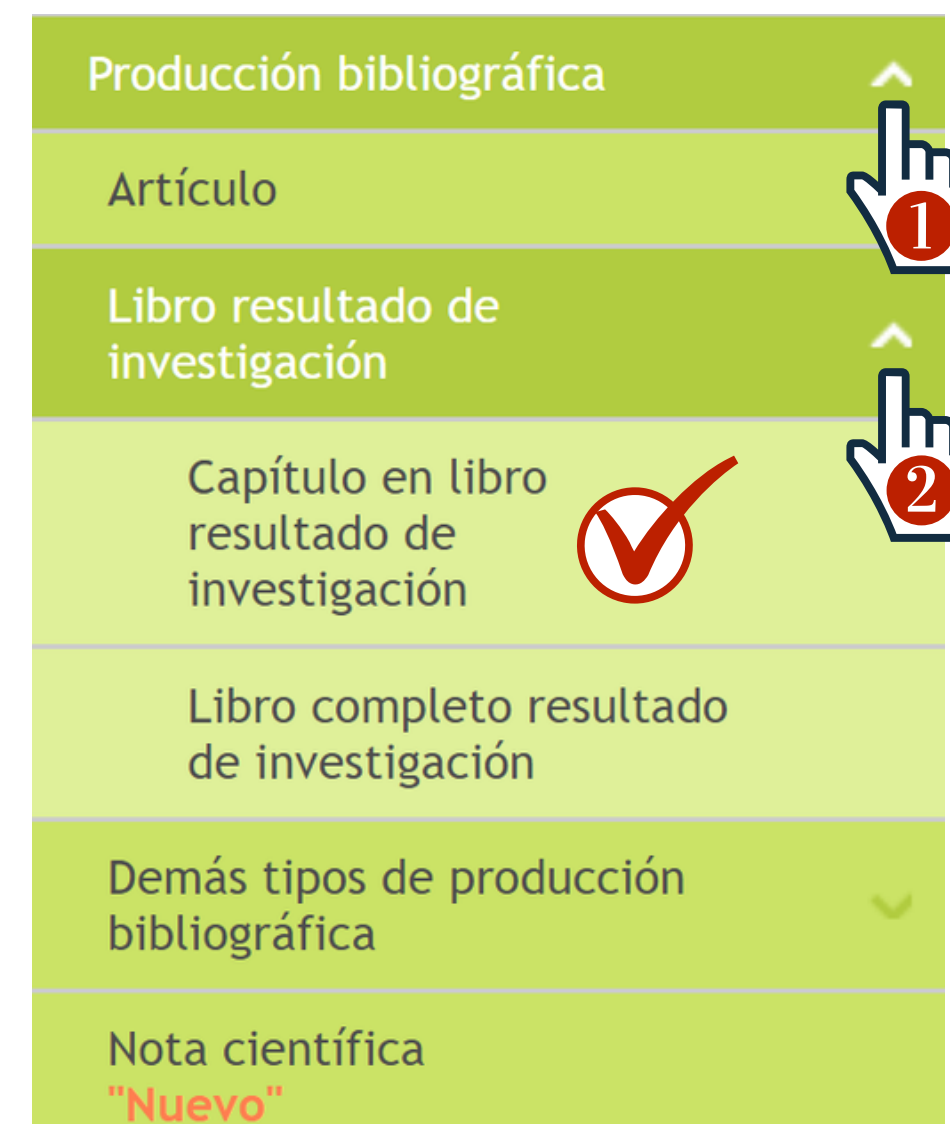 Producción bibliográfica
Artículo
1
Libro resultado de
investigación
2
Capítulo en libro
resultado de
investigación
Libro completo resultado
de investigación
Demás tipos de producción
bibliográfica
Nota científica
"Nuevo"